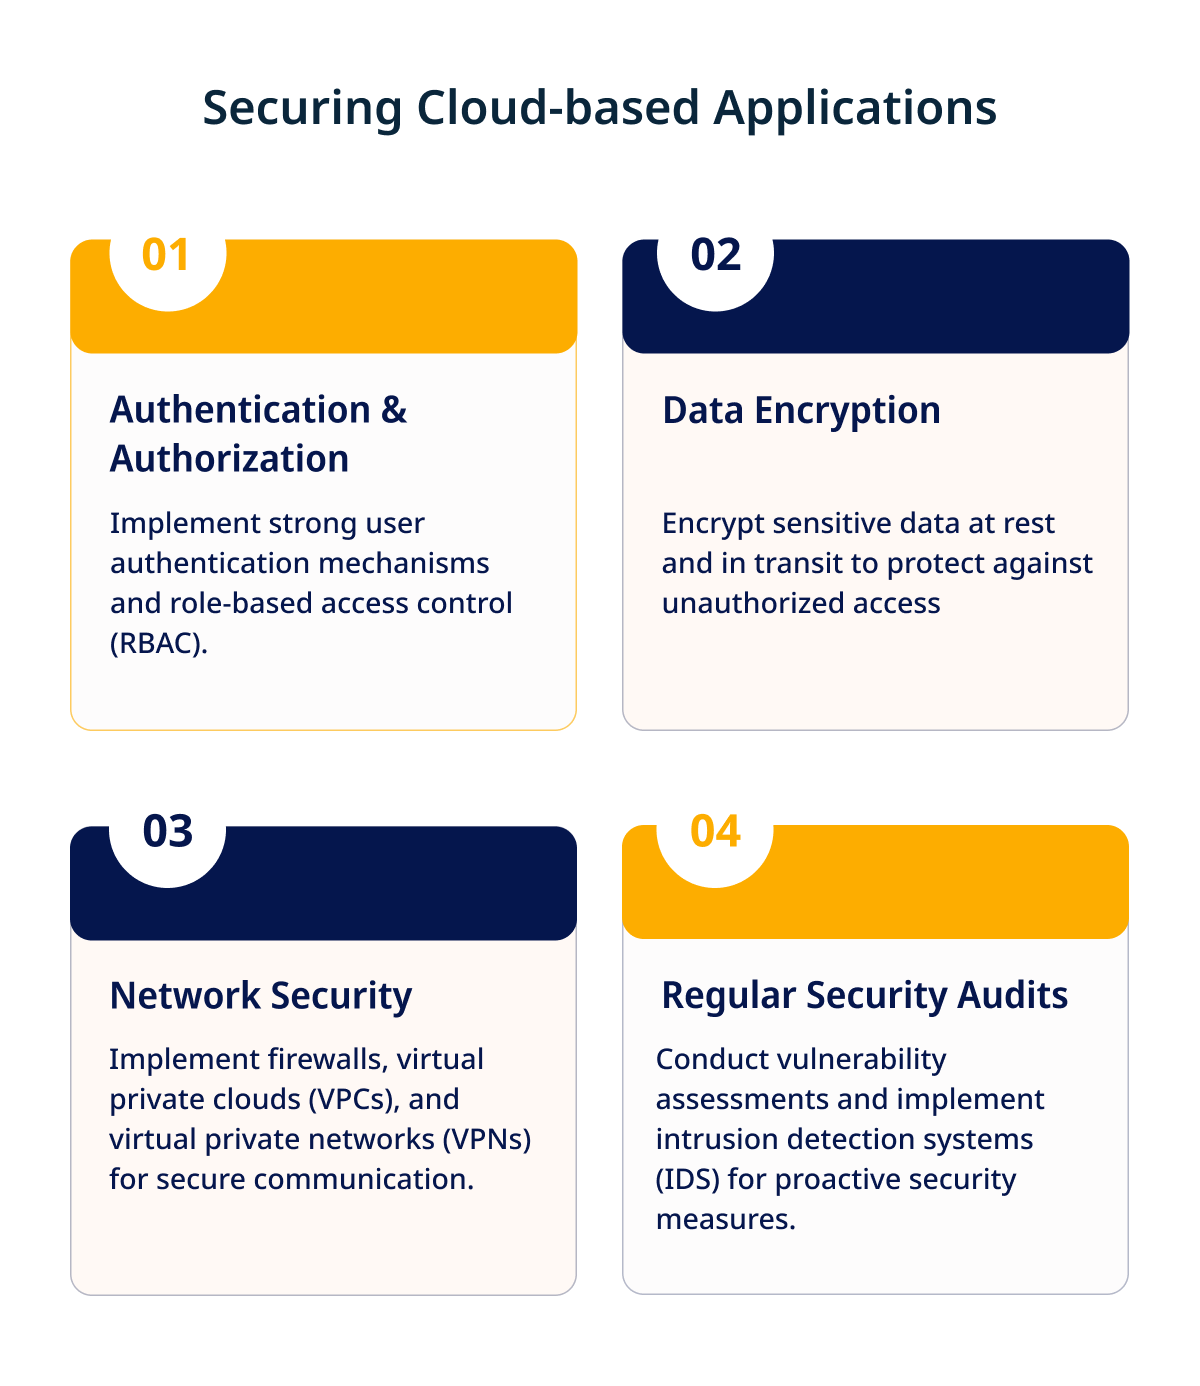 Securing Cloud-based Applications
01
Authentication &
Authorization
Implement strong user
authentication mechanisms
and role-based access control
(RBAC).
02
Data Encryption
Encrypt sensitive data at rest
and in transit to protect against
unauthorized access
03
Network Security
Implement firewalls, virtual
private clouds (VPCs), and
virtual private networks (VPNs)
for secure communication.
04
Regular Security Audits
Conduct vulnerability
assessments and implement
intrusion detection systems
(IDS) for proactive security
measures.